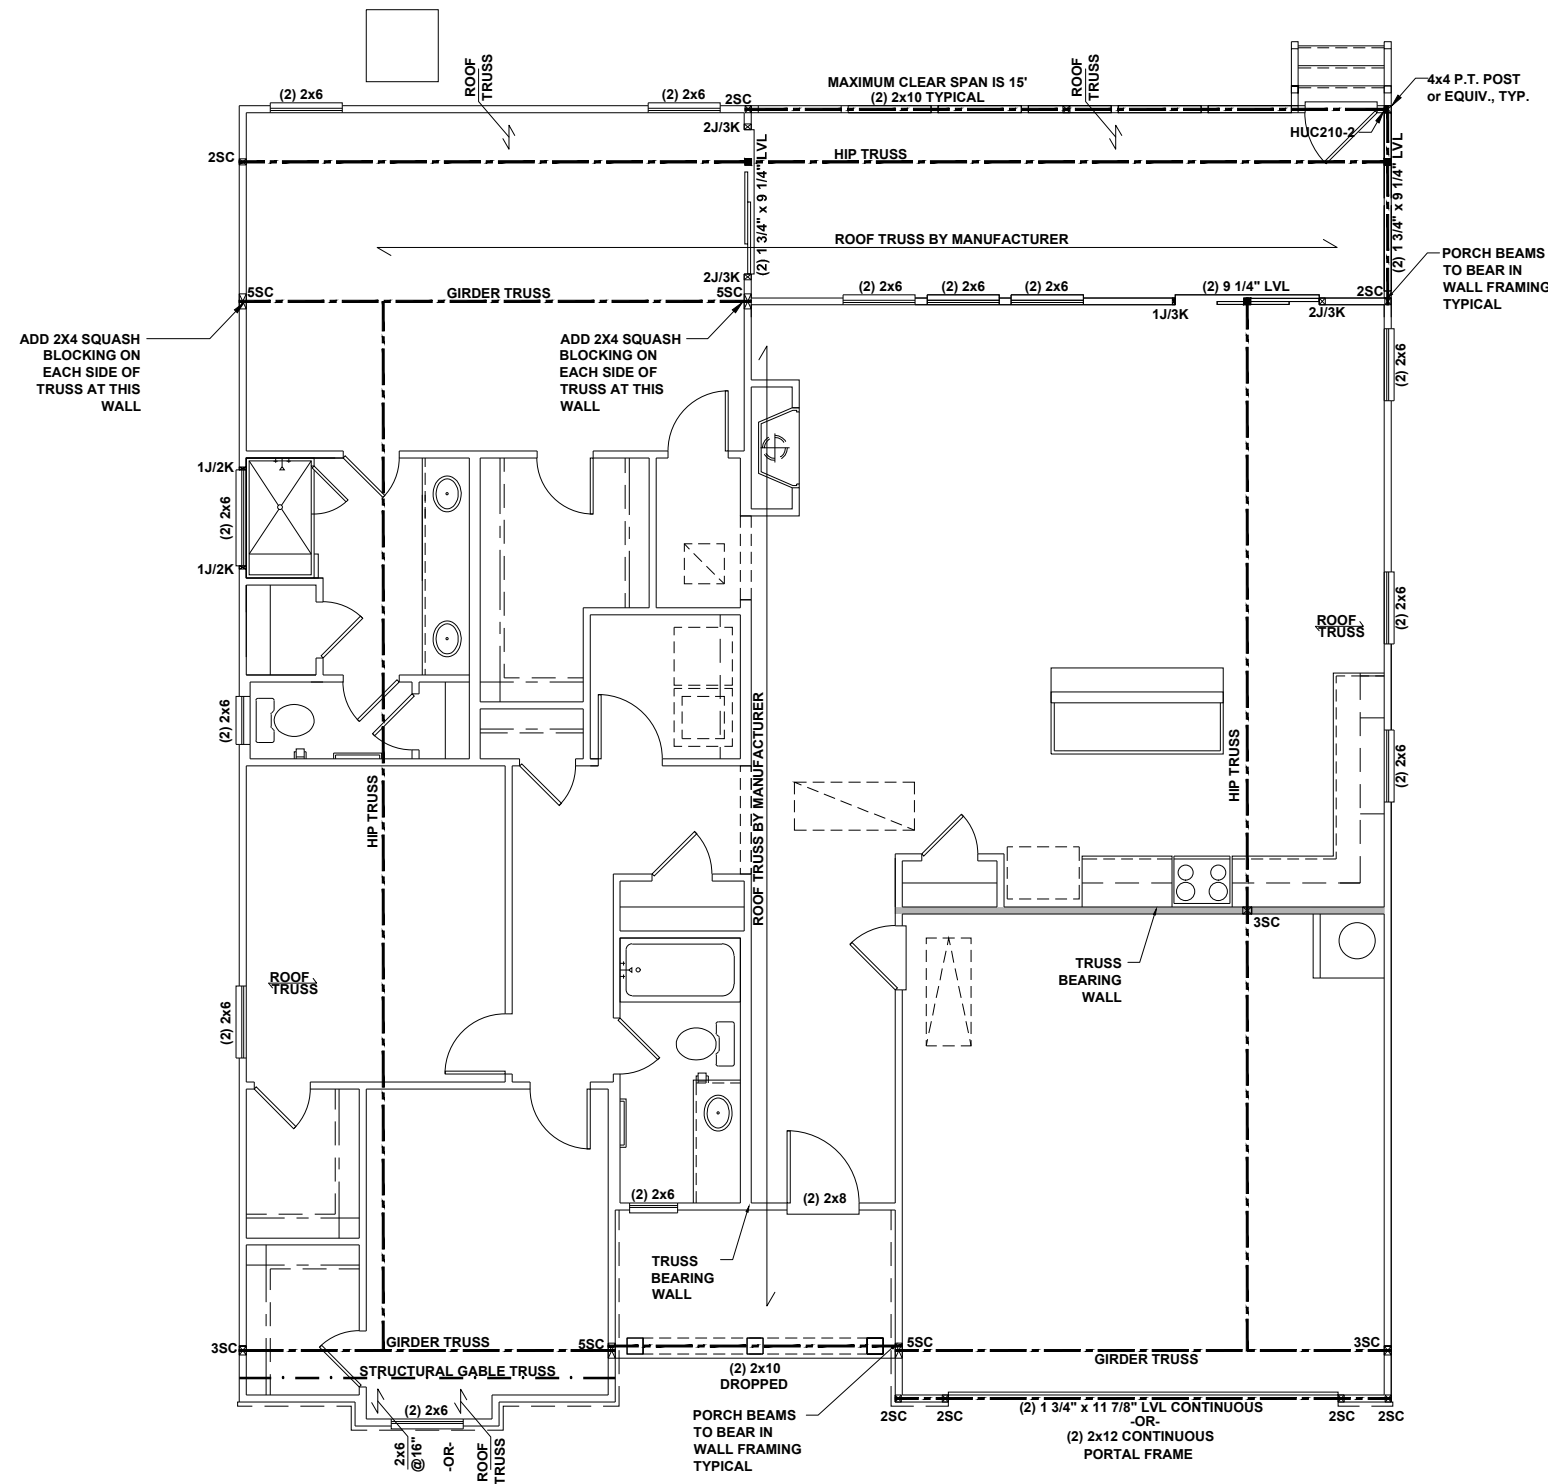 (2) 2x6
ROOF
TRUSS
(2) 2x6
2SC
MAXIMUM CLEAR SPAN IS 15'
(2) 2x10 TYPICAL
ROOF
TRUSS
4x4 P.T. POST
or EQUIV., TYP.
2J/3K
HUC210-2
2SC
HIP TRUSS
(2) 1 3/4" x 9 1/4" LVL
(2) 1 3/4" x 9 1/4" LVL
ROOF TRUSS BY MANUFACTURER
PORCH BEAMS
TO BEAR IN
WALL FRAMING
TYPICAL
2J/3K
5SC
GIRDER TRUSS
5SC
(2) 2x6
(2) 2x6
(2) 2x6
(2) 9 1/4" LVL
2SC
1J/3K
2J/3K
ADD 2X4 SQUASH
BLOCKING ON
EACH SIDE OF
TRUSS AT THIS
WALL
ADD 2X4 SQUASH
BLOCKING ON
EACH SIDE OF
TRUSS AT THIS
WALL
(2) 2x6
1J/2K
(2) 2x6
1J/2K
(2) 2x6
ROOF
TRUSS
(2) 2x6
HIP TRUSS
ROOF TRUSS BY MANUFACTURER
HIP TRUSS
(2) 2x6
3SC
TRUSS
BEARING
WALL
ROOF
TRUSS
(2) 2x6
(2) 2x6
(2) 2x8
TRUSS
BEARING
WALL
3SC
GIRDER TRUSS
5SC
5SC
GIRDER TRUSS
3SC
STRUCTURAL GABLE TRUSS
(2) 2x10
DROPPED
(2) 2x6
2x6
@16"
-OR-
ROOF
TRUSS
PORCH BEAMS
TO BEAR IN
WALL FRAMING
TYPICAL
2SC
2SC
(2) 1 3/4" x 11 7/8" LVL CONTINUOUS
-OR-
(2) 2x12 CONTINUOUS
PORTAL FRAME
2SC
2SC